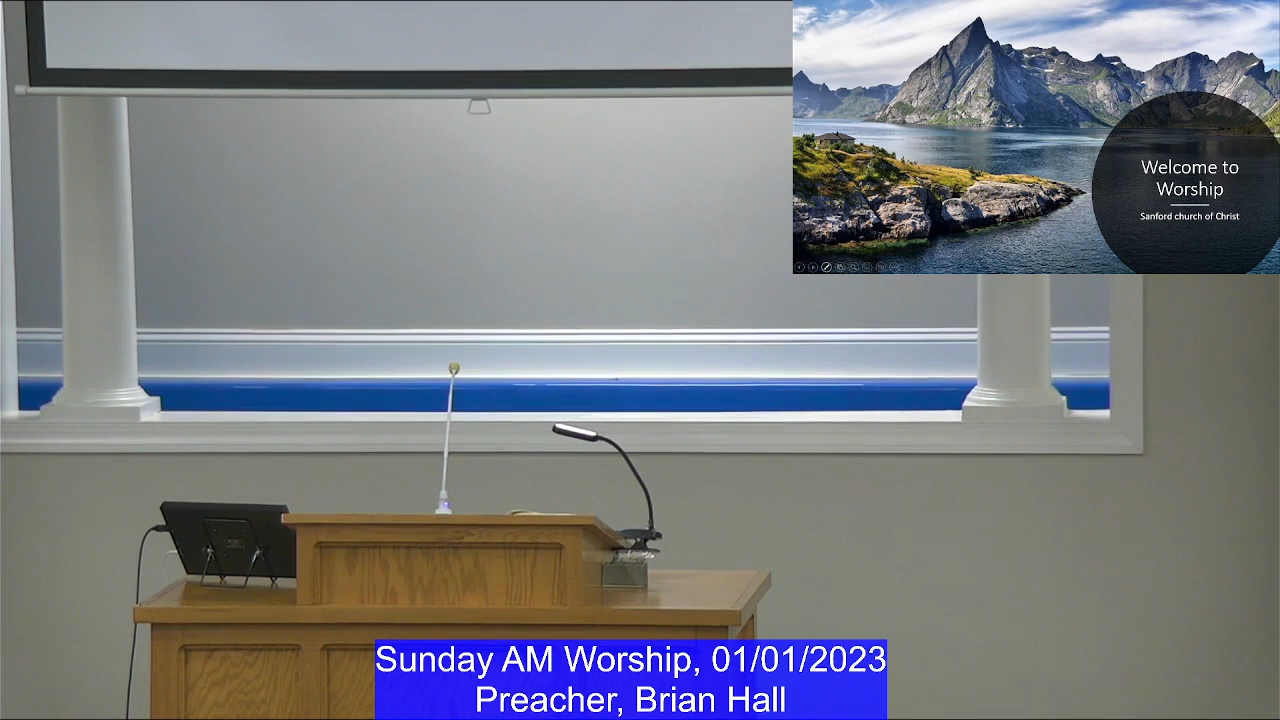 Welcome to
Worship
Sanford church of Christ
Sunday AM Worship, 01/01/2023
Preacher, Brian Hall